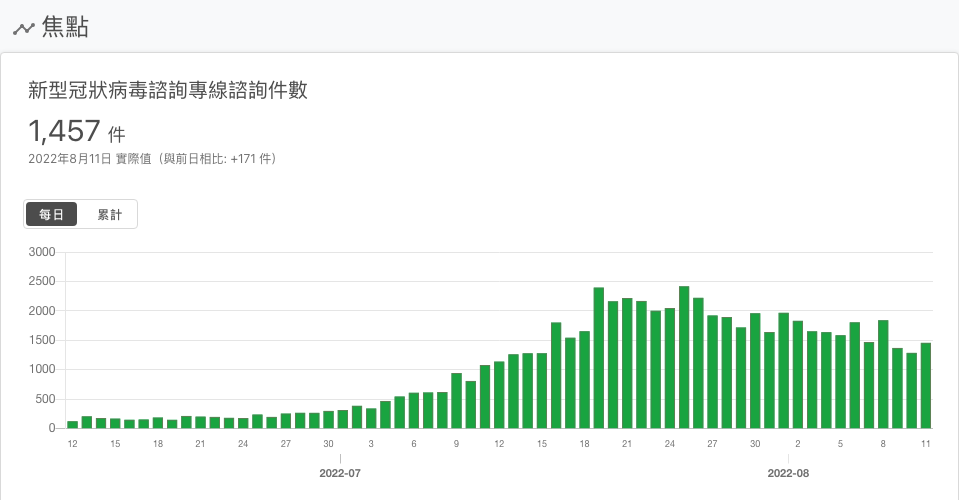 焦點
新型冠狀病毒諮詢專線諮詢件數
1,457 件
2022年8月11日 實際值（與前日相比: +171 件）
每日 累計
3000
2500
2000
1500
1000
500
0
12 15 18 21 24 27 30 3 6 9 12 15 18 21 24 27 30 2 5 8 11
2022-07 2022-08